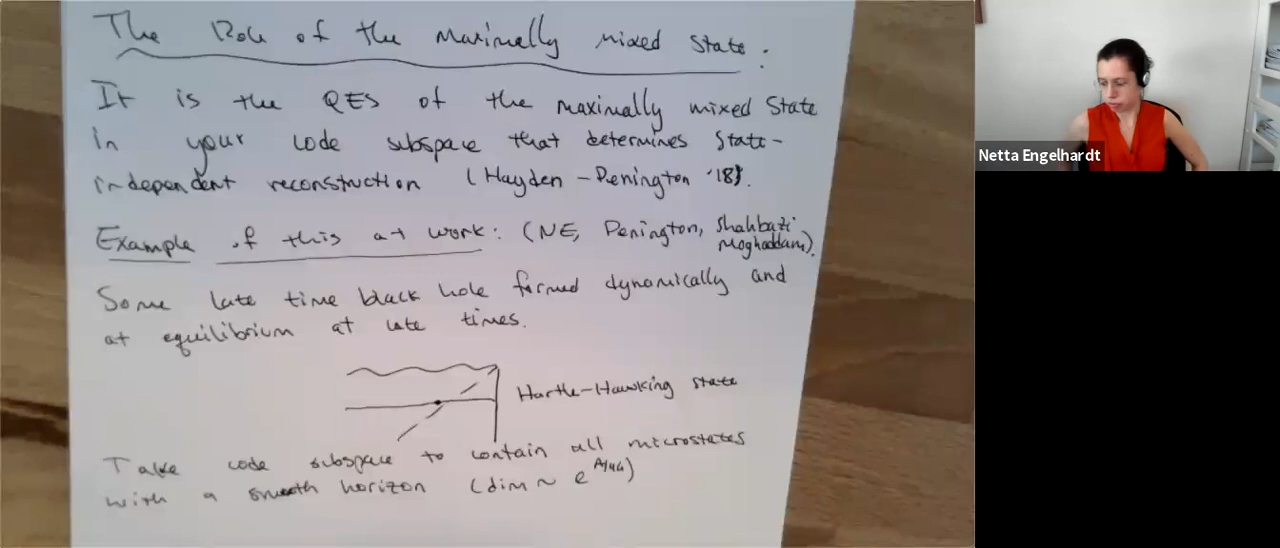 The Role of the Maximally mixed State:
It is the QES of the maximally mixed State
in your code subspace that determines State-
independent reconstruction (Hayden-Penington '18).
Example of this at work: (NE, Penington, Shahbazi
Moghaddam).
Some late time black hole formed dynamically and
at equilibrium at late times.
Hartle-Hawking state
Take code subspace to contain all microstates
with a smooth horizon (dim ~ e^{A/4G})
Netta Engelhardt